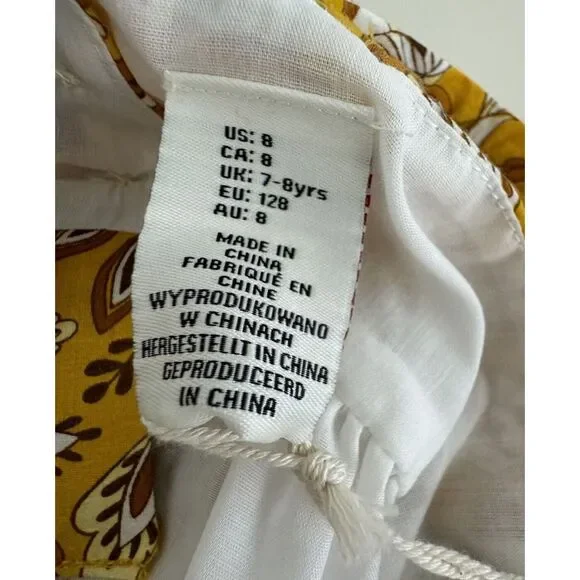 US: 8
CA: 8
UK: 7-8yrs
EU: 128
AU: 8
MADE IN
CHINA
FABRIQUÉ EN
CHINE
WYPRODUKOWANO
W CHINACH
HERGESTELLT IN CHINA
GEPRODUCEERD
IN CHINA